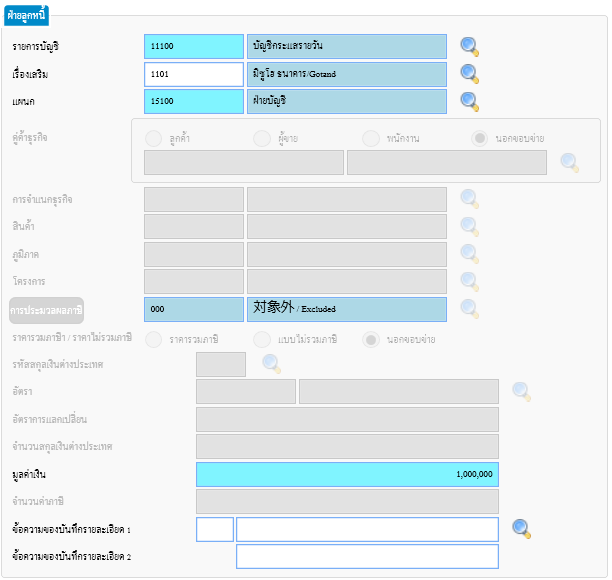 ฝ่ายลูกหนี้
รายการบัญชี 11100 บัญชีกระแสรายวัน
เรื่องเสริม 1101 มิซูโฮ ธนาคาร/Gotand
แผนก 15100 ฝ่ายบัญชี
คู่ค้าธุรกิจ ลูกค้า ผู้ขาย พนักงาน นอกขอบข่าย
การจำแนกธุรกิจ
สินค้า
ภูมิภาค
โครงการ
การประมวลผลภาษี 000 対象外 / Excluded
ราคารวมภาษีา / ราคาไม่รวมภาษี ราคารวมภาษี แบบไม่รวมภาษี นอกขอบข่าย
รหัสสกุลเงินต่างประเทศ
อัตรา
อัตราการแลกเปลี่ยน
จำนวนสกุลเงินต่างประเทศ
มูลค่าเงิน 1,000,000
จำนวนค่าภาษี
ข้อความของบันทึกรายละเอียด 1
ข้อความของบันทึกรายละเอียด 2